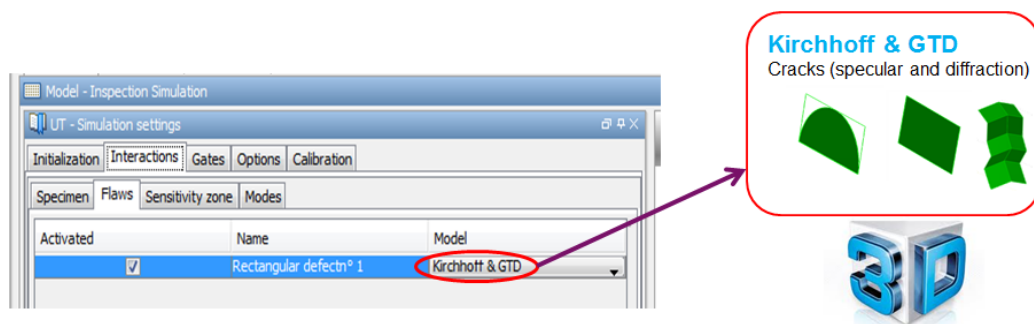 Model - Inspection Simulation
UT - Simulation settings
Initialization Interactions Gates Options Calibration
Specimen Flaws Sensitivity zone Modes
Activated Name Model
Rectangular defectn° 1 Kirchhoff & GTD
Kirchhoff & GTD
Cracks (specular and diffraction)
3D